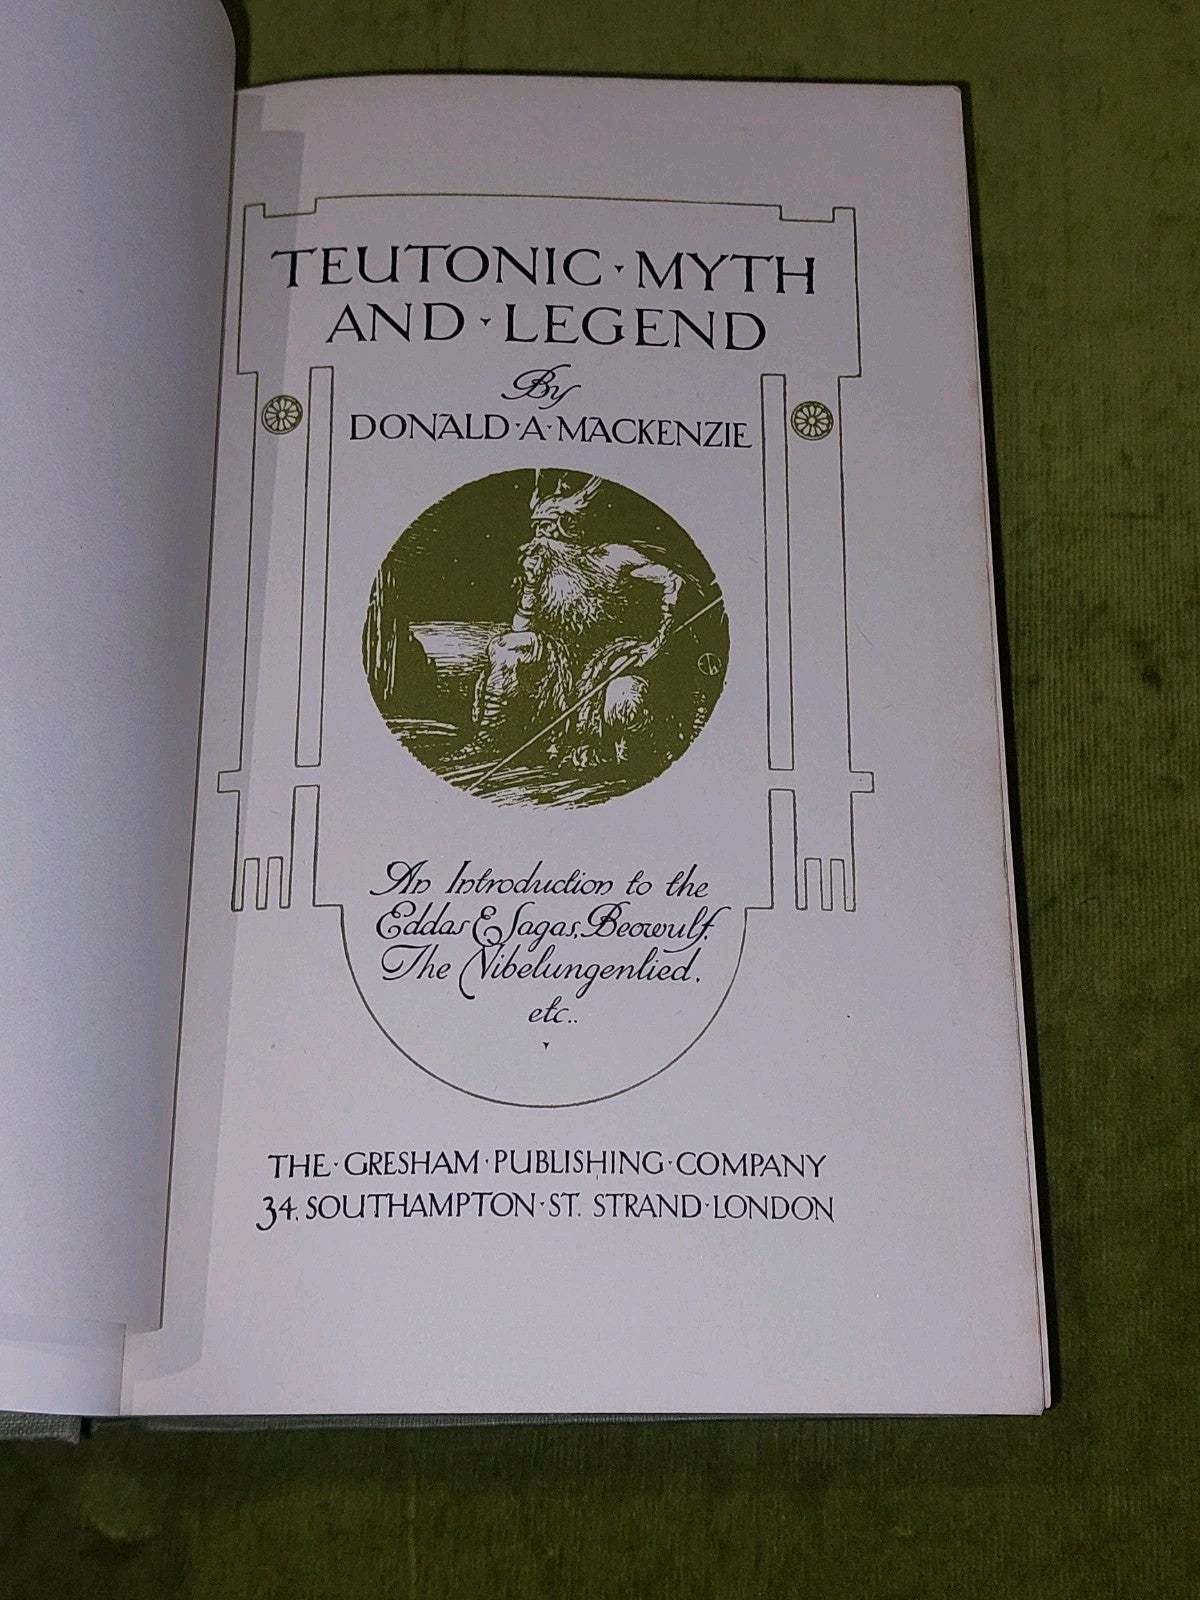 TEUTONIC · MYTH
AND · LEGEND
By
DONALD · A · MACKENZIE
An Introduction to the
Eddas & Sagas, Beowulf,
The Nibelungenlied,
etc..
THE · GRESHAM · PUBLISHING · COMPANY
34, SOUTHAMPTON · ST. STRAND · LONDON